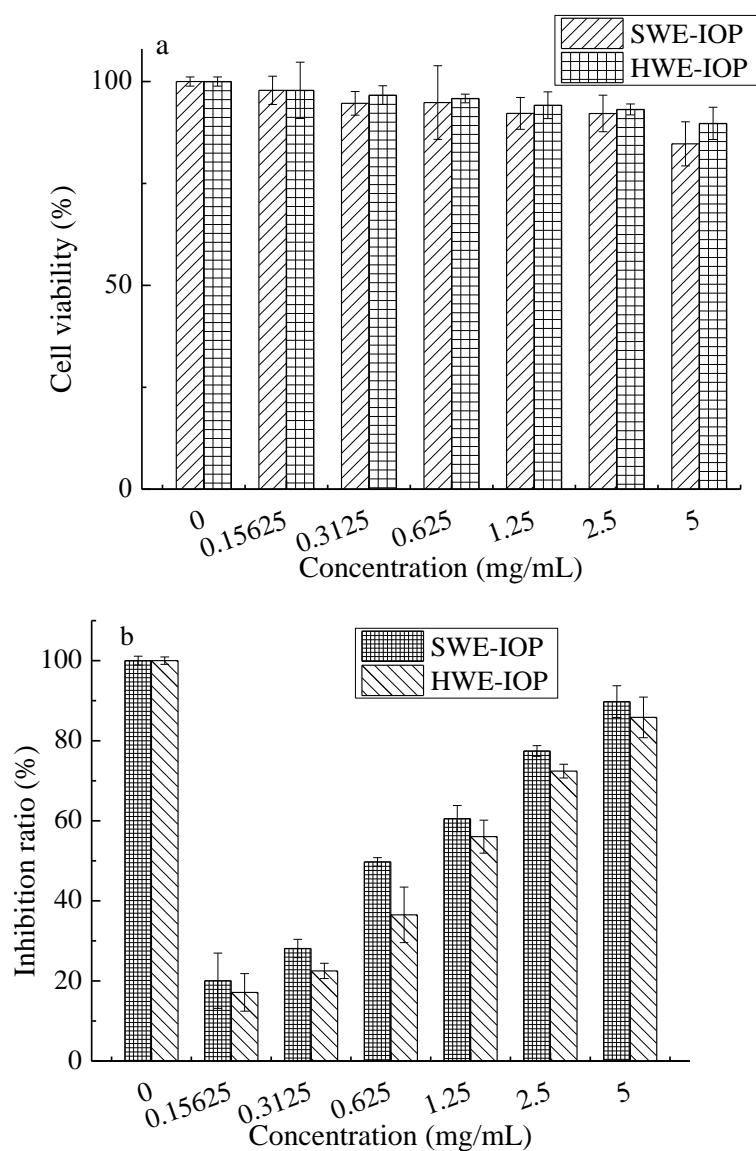 a
SWE-IOP
HWE-IOP
100
50
0
Cell viability (%)
0
0.15625
0.3125
0.625
1.25
2.5
5
Concentration (mg/mL)
b
SWE-IOP
HWE-IOP
100
80
60
40
20
0
Inhibition ratio (%)
0
0.15625
0.3125
0.625
1.25
2.5
5
Concentration (mg/mL)